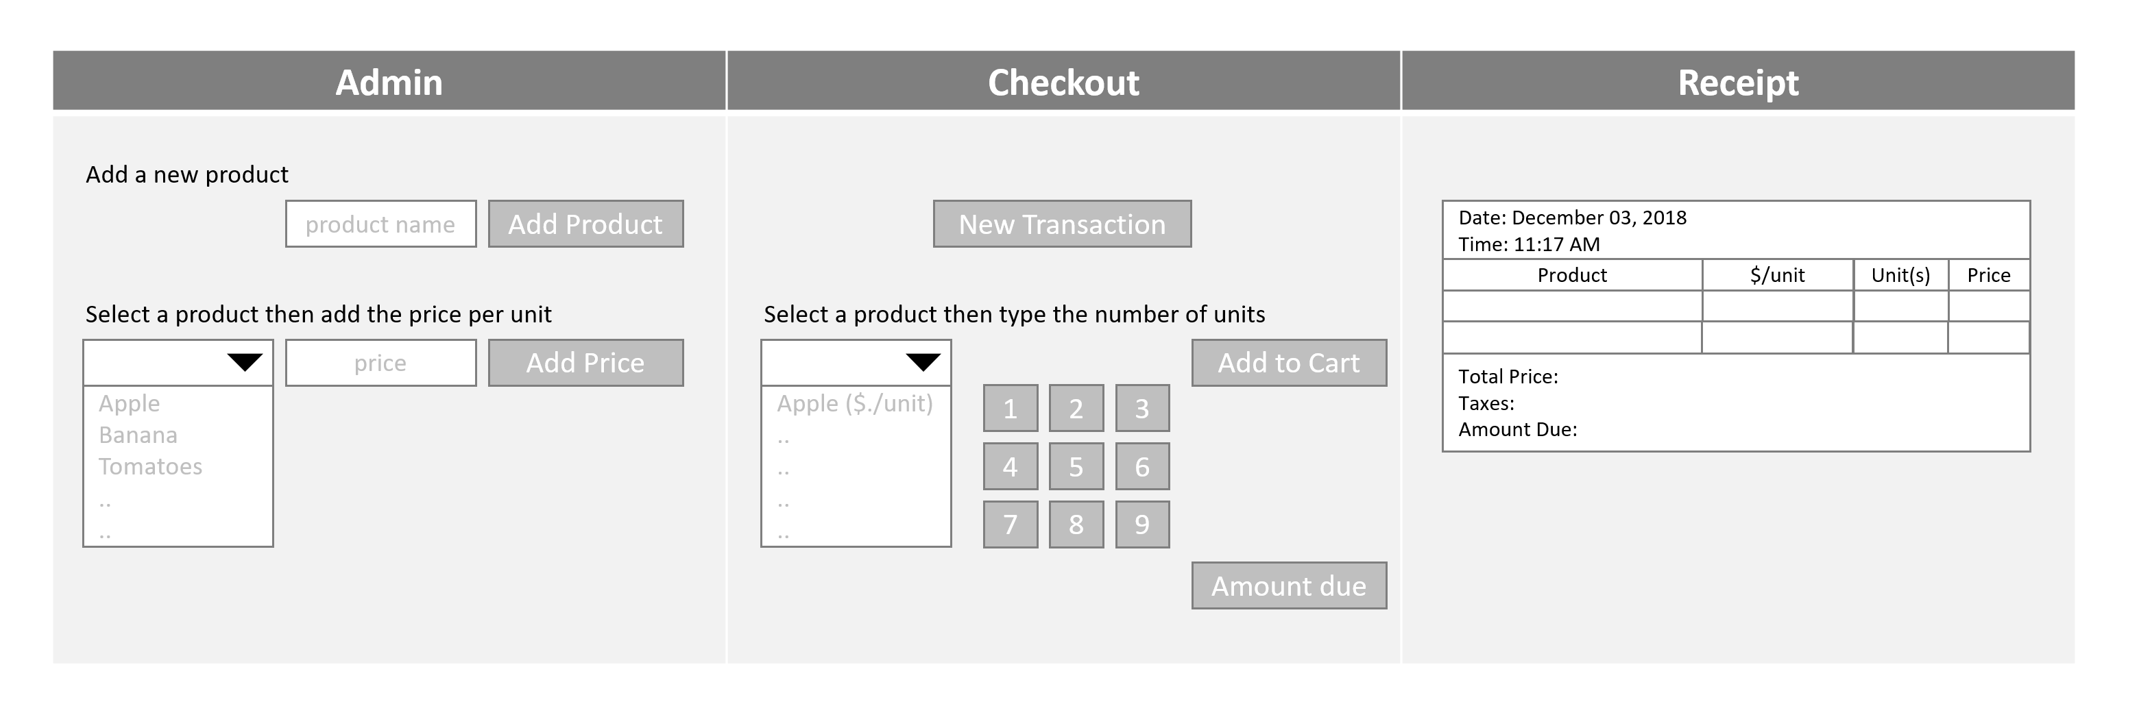 Admin
Checkout
Receipt
Add a new product
product name
Add Product
Select a product then add the price per unit
price
Add Price
Apple
Banana
Tomatoes
..
..
New Transaction
Select a product then type the number of units
Add to Cart
Apple ($./unit)
..
..
..
..
1 2 3
4 5 6
7 8 9
Amount due
Date: December 03, 2018
Time: 11:17 AM
Product $/unit Unit(s) Price
Total Price:
Taxes:
Amount Due: